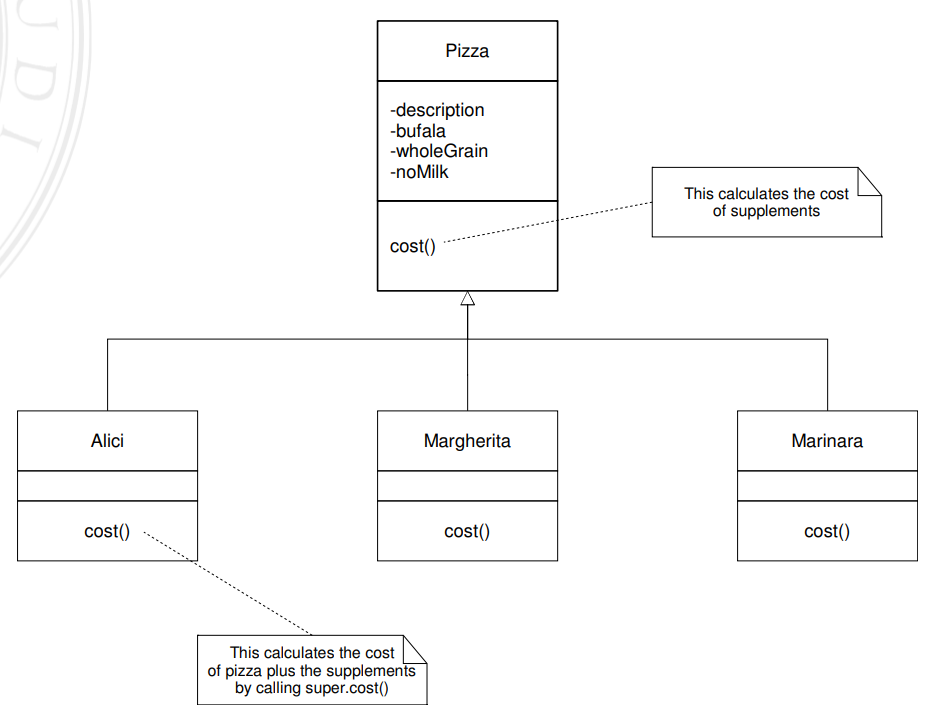 Pizza
-description
-bufala
-wholeGrain
-noMilk
cost()
This calculates the cost
of supplements
Alici
cost()
Margherita
cost()
Marinara
cost()
This calculates the cost
of pizza plus the supplements
by calling super.cost()
UDI